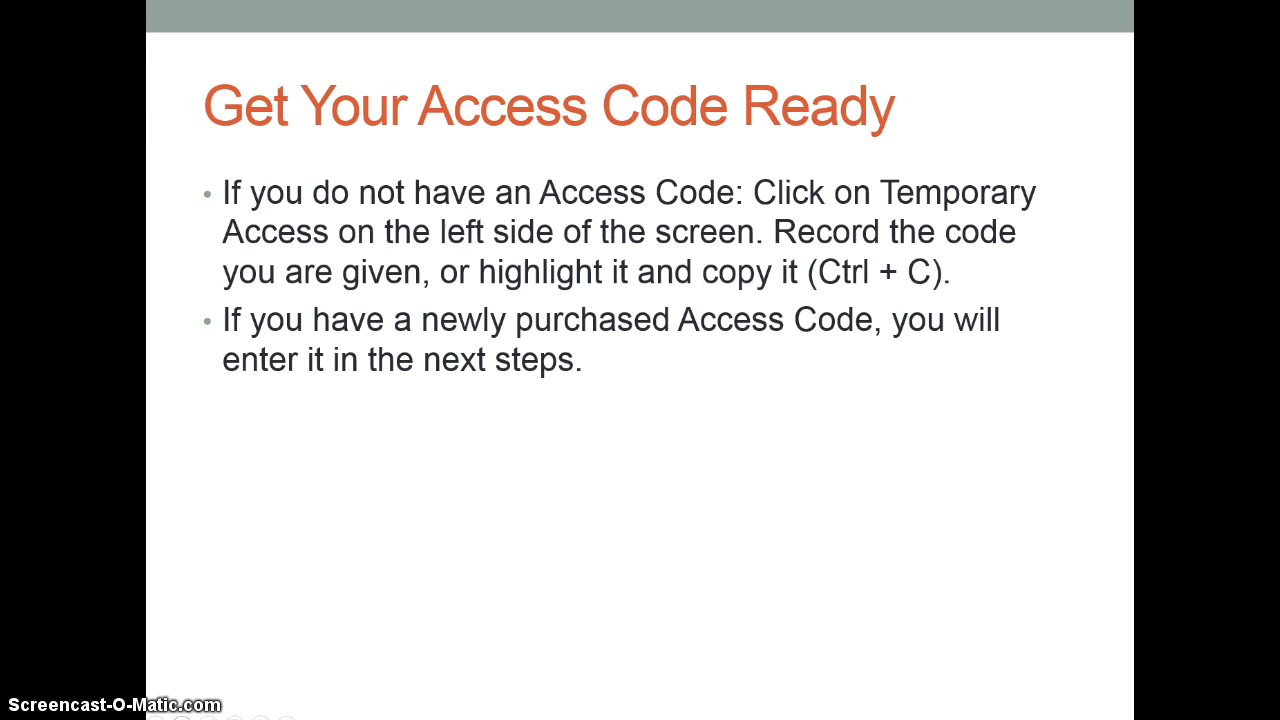 Get Your Access Code Ready
• If you do not have an Access Code: Click on Temporary
Access on the left side of the screen. Record the code
you are given, or highlight it and copy it (Ctrl + C).
• If you have a newly purchased Access Code, you will
enter it in the next steps.
Screencast-O-Matic.com